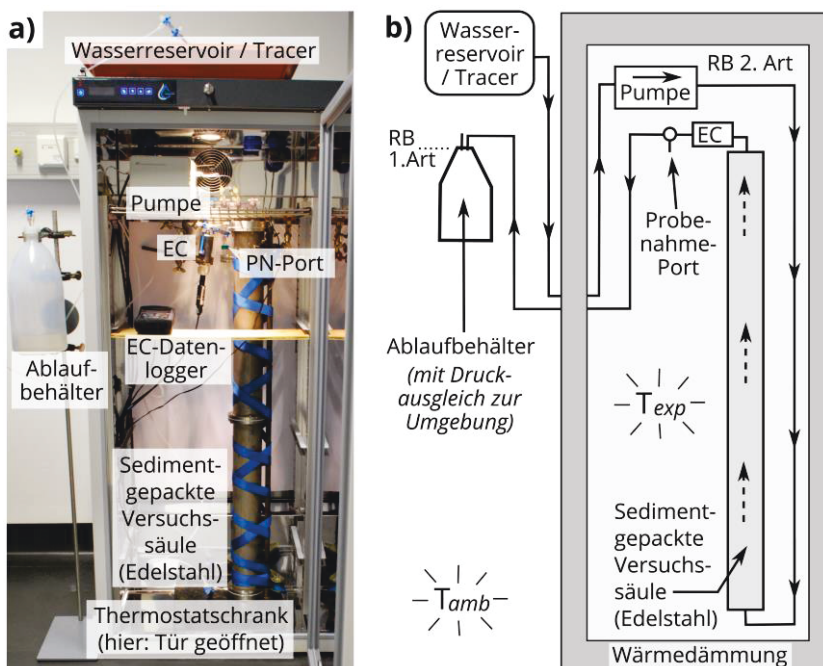 a)
Wasserreservoir / Tracer
Pumpe
EC
PN-Port
EC-Daten-
logger
Ablauf-
behälter
Sediment-
gepackte
Versuchs-
säule
(Edelstahl)
Thermostatschrank
(hier: Tür geöffnet)
b)
Wasser-
reservoir
/ Tracer
RB 2. Art
Pumpe
RB
1.Art
EC
Probe-
nahme-
Port
Ablaufbehälter
(mit Druck-
ausgleich zur
Umgebung)
Texp
Sediment-
gepackte
Versuchs-
säule
(Edelstahl)
Tamb
Wärmedämmung